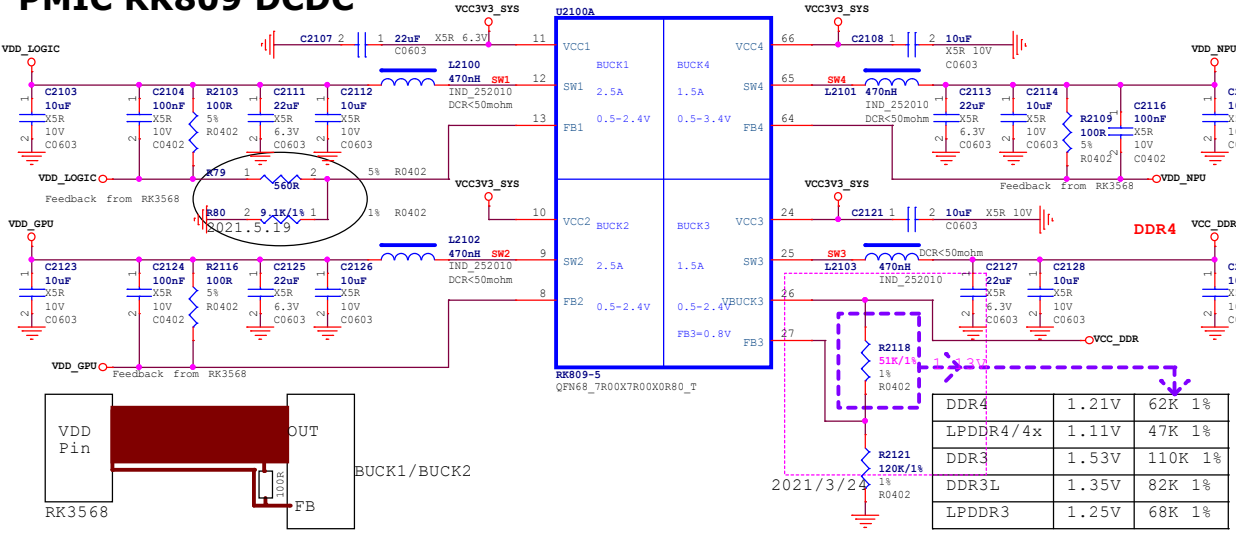 PMIC RK809 DCDC
VCC3V3_SYS
U2100A
VCC3V3_SYS
C2107 2 1 22uF X5R 6.3V
C0603
11 VCC1
VCC4 66
C2108 1 2 10uF
X5R 10V
C0603
VDD_LOGIC
VDD_NPU
L2100
470nH SW1
IND_252010
DCR<50mohm
12 SW1
13 FB1
BUCK1
2.5A
0.5-2.4V
BUCK4
1.5A
0.5-3.4V
SW4 65
FB4 64
SW4
L2101 470nH
IND_252010
DCR<50mohm
C2103
10uF
X5R
10V
C0603
C2104
100nF
X5R
10V
C0402
R2103
100R
5%
R0402
C2111
22uF
X5R
6.3V
C0603
C2112
10uF
X5R
10V
C0603
C2113
22uF
X5R
6.3V
C0603
C2114
10uF
X5R
10V
C0603
R2109
100R
5%
R0402
C2116
100nF
X5R
10V
C0402
VDD_LOGIC
Feedback from RK3568
R79 1 2 5% R0402
560R
R80 2 9.1K/1% 1 1% R0402
2021.5.19
Feedback from RK3568
VDD_NPU
VCC3V3_SYS
VCC3V3_SYS
10 VCC2
VCC3 24
C2121 1 2 10uF X5R 10V
C0603
DDR4
VDD_GPU
VCC_DDR
L2102
470nH SW2
IND_252010
DCR<50mohm
9 SW2
8 FB2
BUCK2
2.5A
0.5-2.4V
BUCK3
1.5A
0.5-2.4V
FB3=0.8V
SW3 25
VBUCK3 26
FB3 27
SW3
L2103 470nH
IND_252010
DCR<50mohm
C2123
10uF
X5R
10V
C0603
C2124
100nF
X5R
10V
C0402
R2116
100R
5%
R0402
C2125
22uF
X5R
6.3V
C0603
C2126
10uF
X5R
10V
C0603
C2127
22uF
X5R
6.3V
C0603
C2128
10uF
X5R
10V
C0603
VCC_DDR
VDD_GPU
Feedback from RK3568
RK809-5
QFN68_7R00X7R00X0R80_T
R2118
51K/1%
1%
R0402
R2121
120K/1%
1%
R0402
2021/3/24
VDD
Pin
OUT
100R
FB
BUCK1/BUCK2
RK3568
DDR4 1.21V 62K 1%
LPDDR4/4x 1.11V 47K 1%
DDR3 1.53V 110K 1%
DDR3L 1.35V 82K 1%
LPDDR3 1.25V 68K 1%